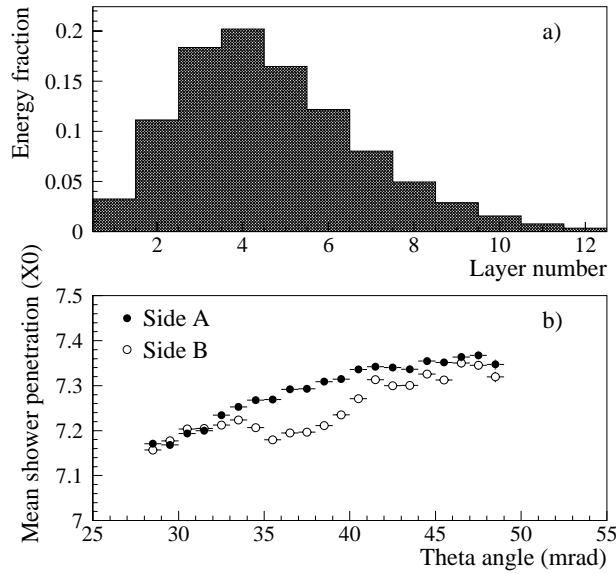 Energy fraction
a)
0.2
0.15
0.1
0.05
0
2 4 6 8 10 12
Layer number
Mean shower penetration (X0)
7.5
Side A
b)
Side B
7.4
7.3
7.2
7.1
7
25 30 35 40 45 50 55
Theta angle (mrad)